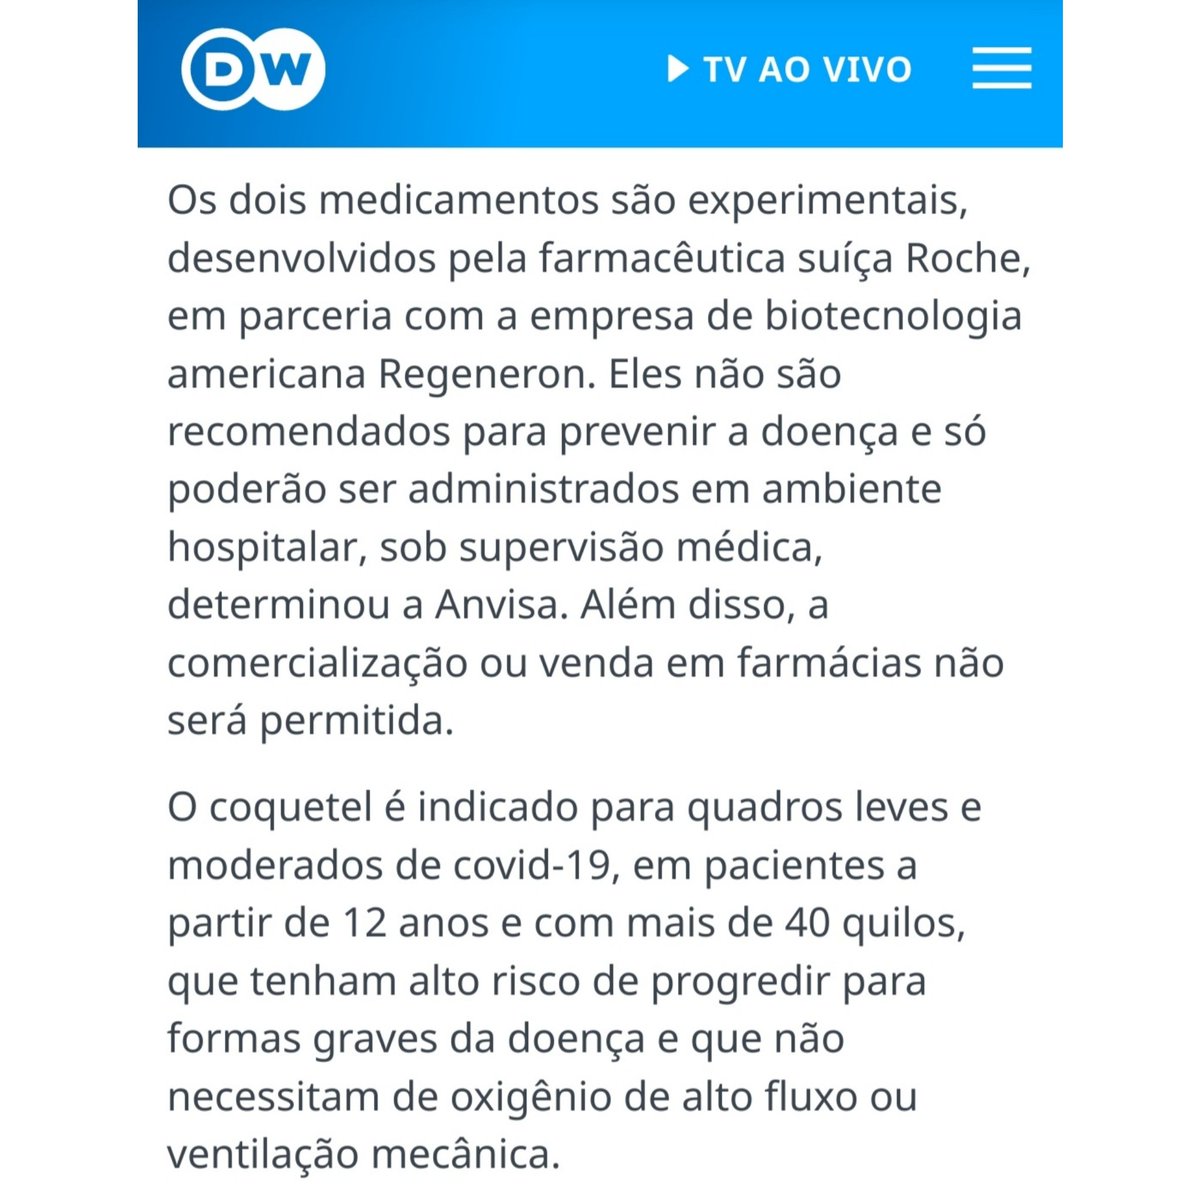 DW
TV AO VIVO
Os dois medicamentos são experimentais,
desenvolvidos pela farmacêutica suíça Roche,
em parceria com a empresa de biotecnologia
americana Regeneron. Eles não são
recomendados para prevenir a doença e só
poderão ser administrados em ambiente
hospitalar, sob supervisão médica,
determinou a Anvisa. Além disso, a
comercialização ou venda em farmácias não
será permitida.
O coquetel é indicado para quadros leves e
moderados de covid-19, em pacientes a
partir de 12 anos e com mais de 40 quilos,
que tenham alto risco de progredir para
formas graves da doença e que não
necessitam de oxigênio de alto fluxo ou
ventilação mecânica.